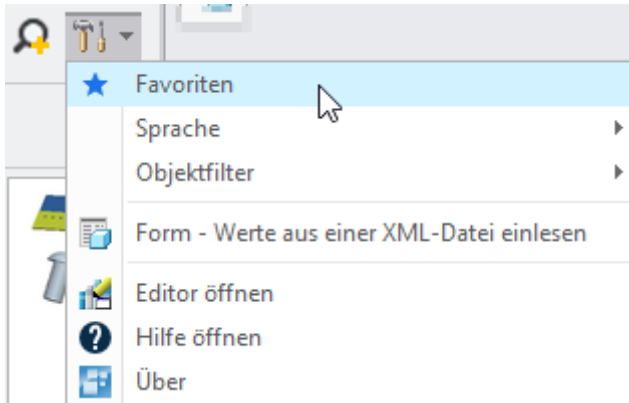 Favoriten
Sprache
Objektfilter
Form - Werte aus einer XML-Datei einlesen
Editor öffnen
Hilfe öffnen
Über